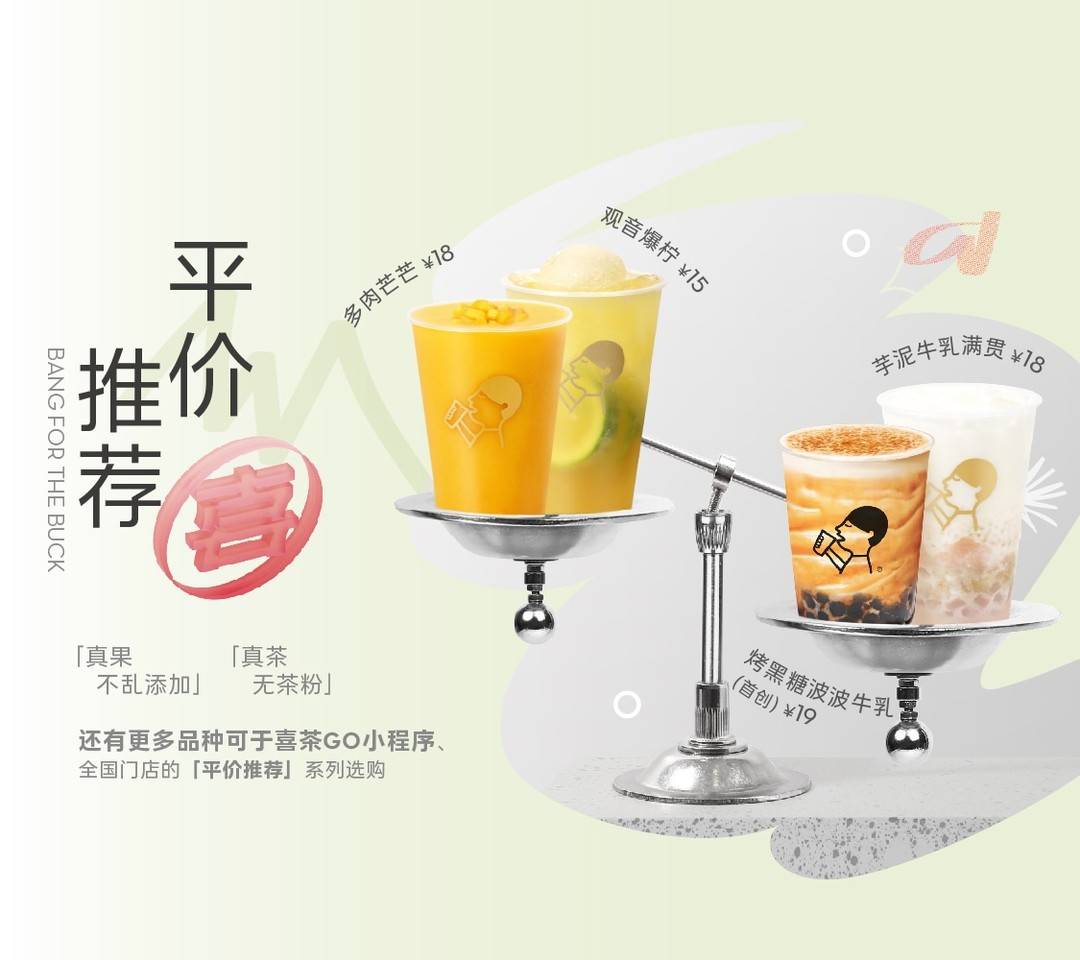 平价
推荐
喜
BANG FOR THE BUCK
「真果
不乱添加」
「真茶
无茶粉」
还有更多品种可于喜茶GO小程序、
全国门店的「平价推荐」系列选购
多肉芒芒 ¥18
观音爆柠 ¥15
芋泥牛乳满贯 ¥18
烤黑糖波波牛乳
(首创) ¥19